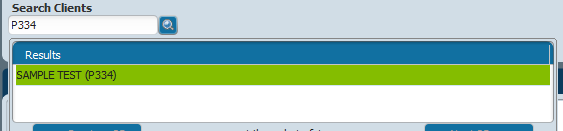 Search Clients
P334
Results
SAMPLE TEST (P334)